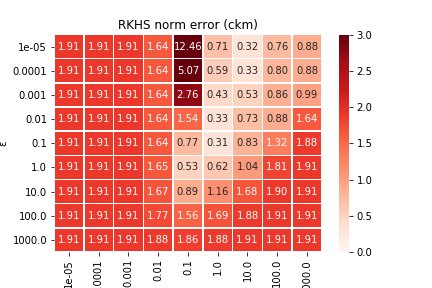 RKHS norm error (ckm)
1e-05 1.91 1.91 1.91 1.64 12.46 0.71 0.32 0.76 0.88
0.0001 1.91 1.91 1.91 1.64 5.07 0.59 0.33 0.80 0.88
0.001 1.91 1.91 1.91 1.64 2.76 0.43 0.53 0.86 0.99
0.01 1.91 1.91 1.91 1.64 1.54 0.33 0.73 0.88 1.64
0.1 1.91 1.91 1.91 1.64 0.77 0.31 0.83 1.32 1.88
1.0 1.91 1.91 1.91 1.65 0.53 0.62 1.04 1.81 1.91
10.0 1.91 1.91 1.91 1.67 0.89 1.16 1.68 1.90 1.91
100.0 1.91 1.91 1.91 1.77 1.56 1.69 1.88 1.91 1.91
1000.0 1.91 1.91 1.91 1.88 1.86 1.88 1.91 1.91 1.91
ε
1e-05 0001 0.001 0.01 0.1 1.0 10.0 100.0 000.0
3.0
2.5
2.0
1.5
1.0
0.5
0.0